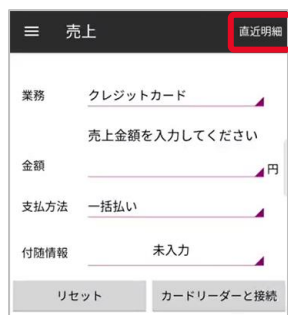 売上
直近明細
業務 クレジットカード
売上金額を入力してください
金額 円
支払方法 一括払い
付随情報 未入力
リセット カードリーダーと接続